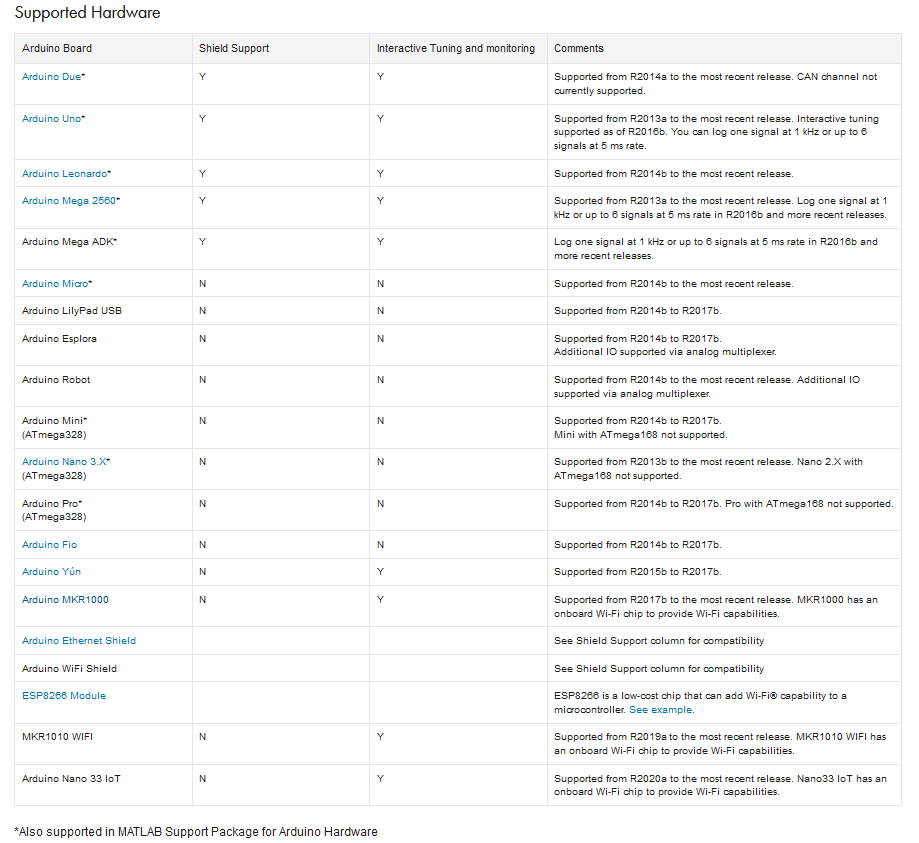 Supported Hardware
Arduino Board Shield Support Interactive Tuning and monitoring Comments
Arduino Due* Y Y Supported from R2014a to the most recent release. CAN channel not
currently supported.
Arduino Uno* Y Y Supported from R2013a to the most recent release. Interactive tuning
supported as of R2016b. You can log one signal at 1 kHz or up to 6
signals at 5 ms rate.
Arduino Leonardo* Y Y Supported from R2014b to the most recent release.
Arduino Mega 2560* Y Y Supported from R2013a to the most recent release. Log one signal at 1
kHz or up to 6 signals at 5 ms rate in R2016b and more recent releases.
Arduino Mega ADK* Y Y Log one signal at 1 kHz or up to 6 signals at 5 ms rate in R2016b and
more recent releases.
Arduino Micro* N N Supported from R2014b to the most recent release.
Arduino LilyPad USB N N Supported from R2014b to R2017b.
Arduino Esplora N N Supported from R2014b to R2017b.
Additional IO supported via analog multiplexer.
Arduino Robot N N Supported from R2014b to the most recent release. Additional IO
supported via analog multiplexer.
Arduino Mini* N N Supported from R2014b to R2017b.
(ATmega328) Mini with ATmega168 not supported.
Arduino Nano 3.X* N N Supported from R2013b to the most recent release. Nano 2.X with
(ATmega328) ATmega168 not supported.
Arduino Pro* N N Supported from R2014b to R2017b. Pro with ATmega168 not supported.
(ATmega328)
Arduino Fio N N Supported from R2014b to R2017b.
Arduino Yún N Y Supported from R2015b to R2017b.
Arduino MKR1000 N Y Supported from R2017b to the most recent release. MKR1000 has an
onboard Wi-Fi chip to provide Wi-Fi capabilities.
Arduino Ethernet Shield See Shield Support column for compatibility
Arduino WiFi Shield See Shield Support column for compatibility
ESP8266 Module ESP8266 is a low-cost chip that can add Wi-Fi® capability to a
microcontroller. See example.
MKR1010 WIFI N Y Supported from R2019a to the most recent release. MKR1010 WIFI has
an onboard Wi-Fi chip to provide Wi-Fi capabilities.
Arduino Nano 33 IoT N Y Supported from R2020a to the most recent release. Nano33 IoT has an
onboard Wi-Fi chip to provide Wi-Fi capabilities.
*Also supported in MATLAB Support Package for Arduino Hardware